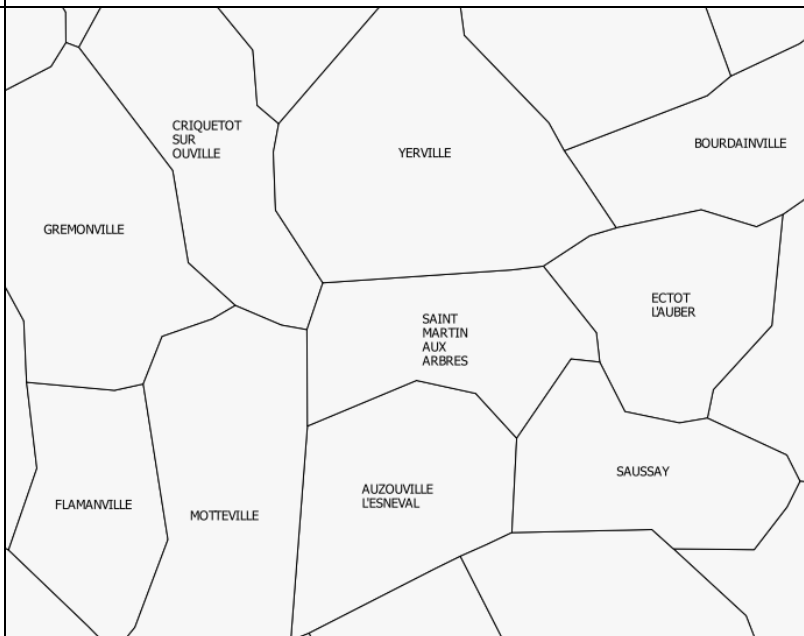 CRIQUETOT
SUR
OUVILLE
YERVILLE
BOURDAINVILLE
GREMONVILLE
ECTOT
L'AUBER
SAINT
MARTIN
AUX
ARBRES
SAUSSAY
AUZOUVILLE
L'ESNEVAL
FLAMANVILLE
MOTTEVILLE